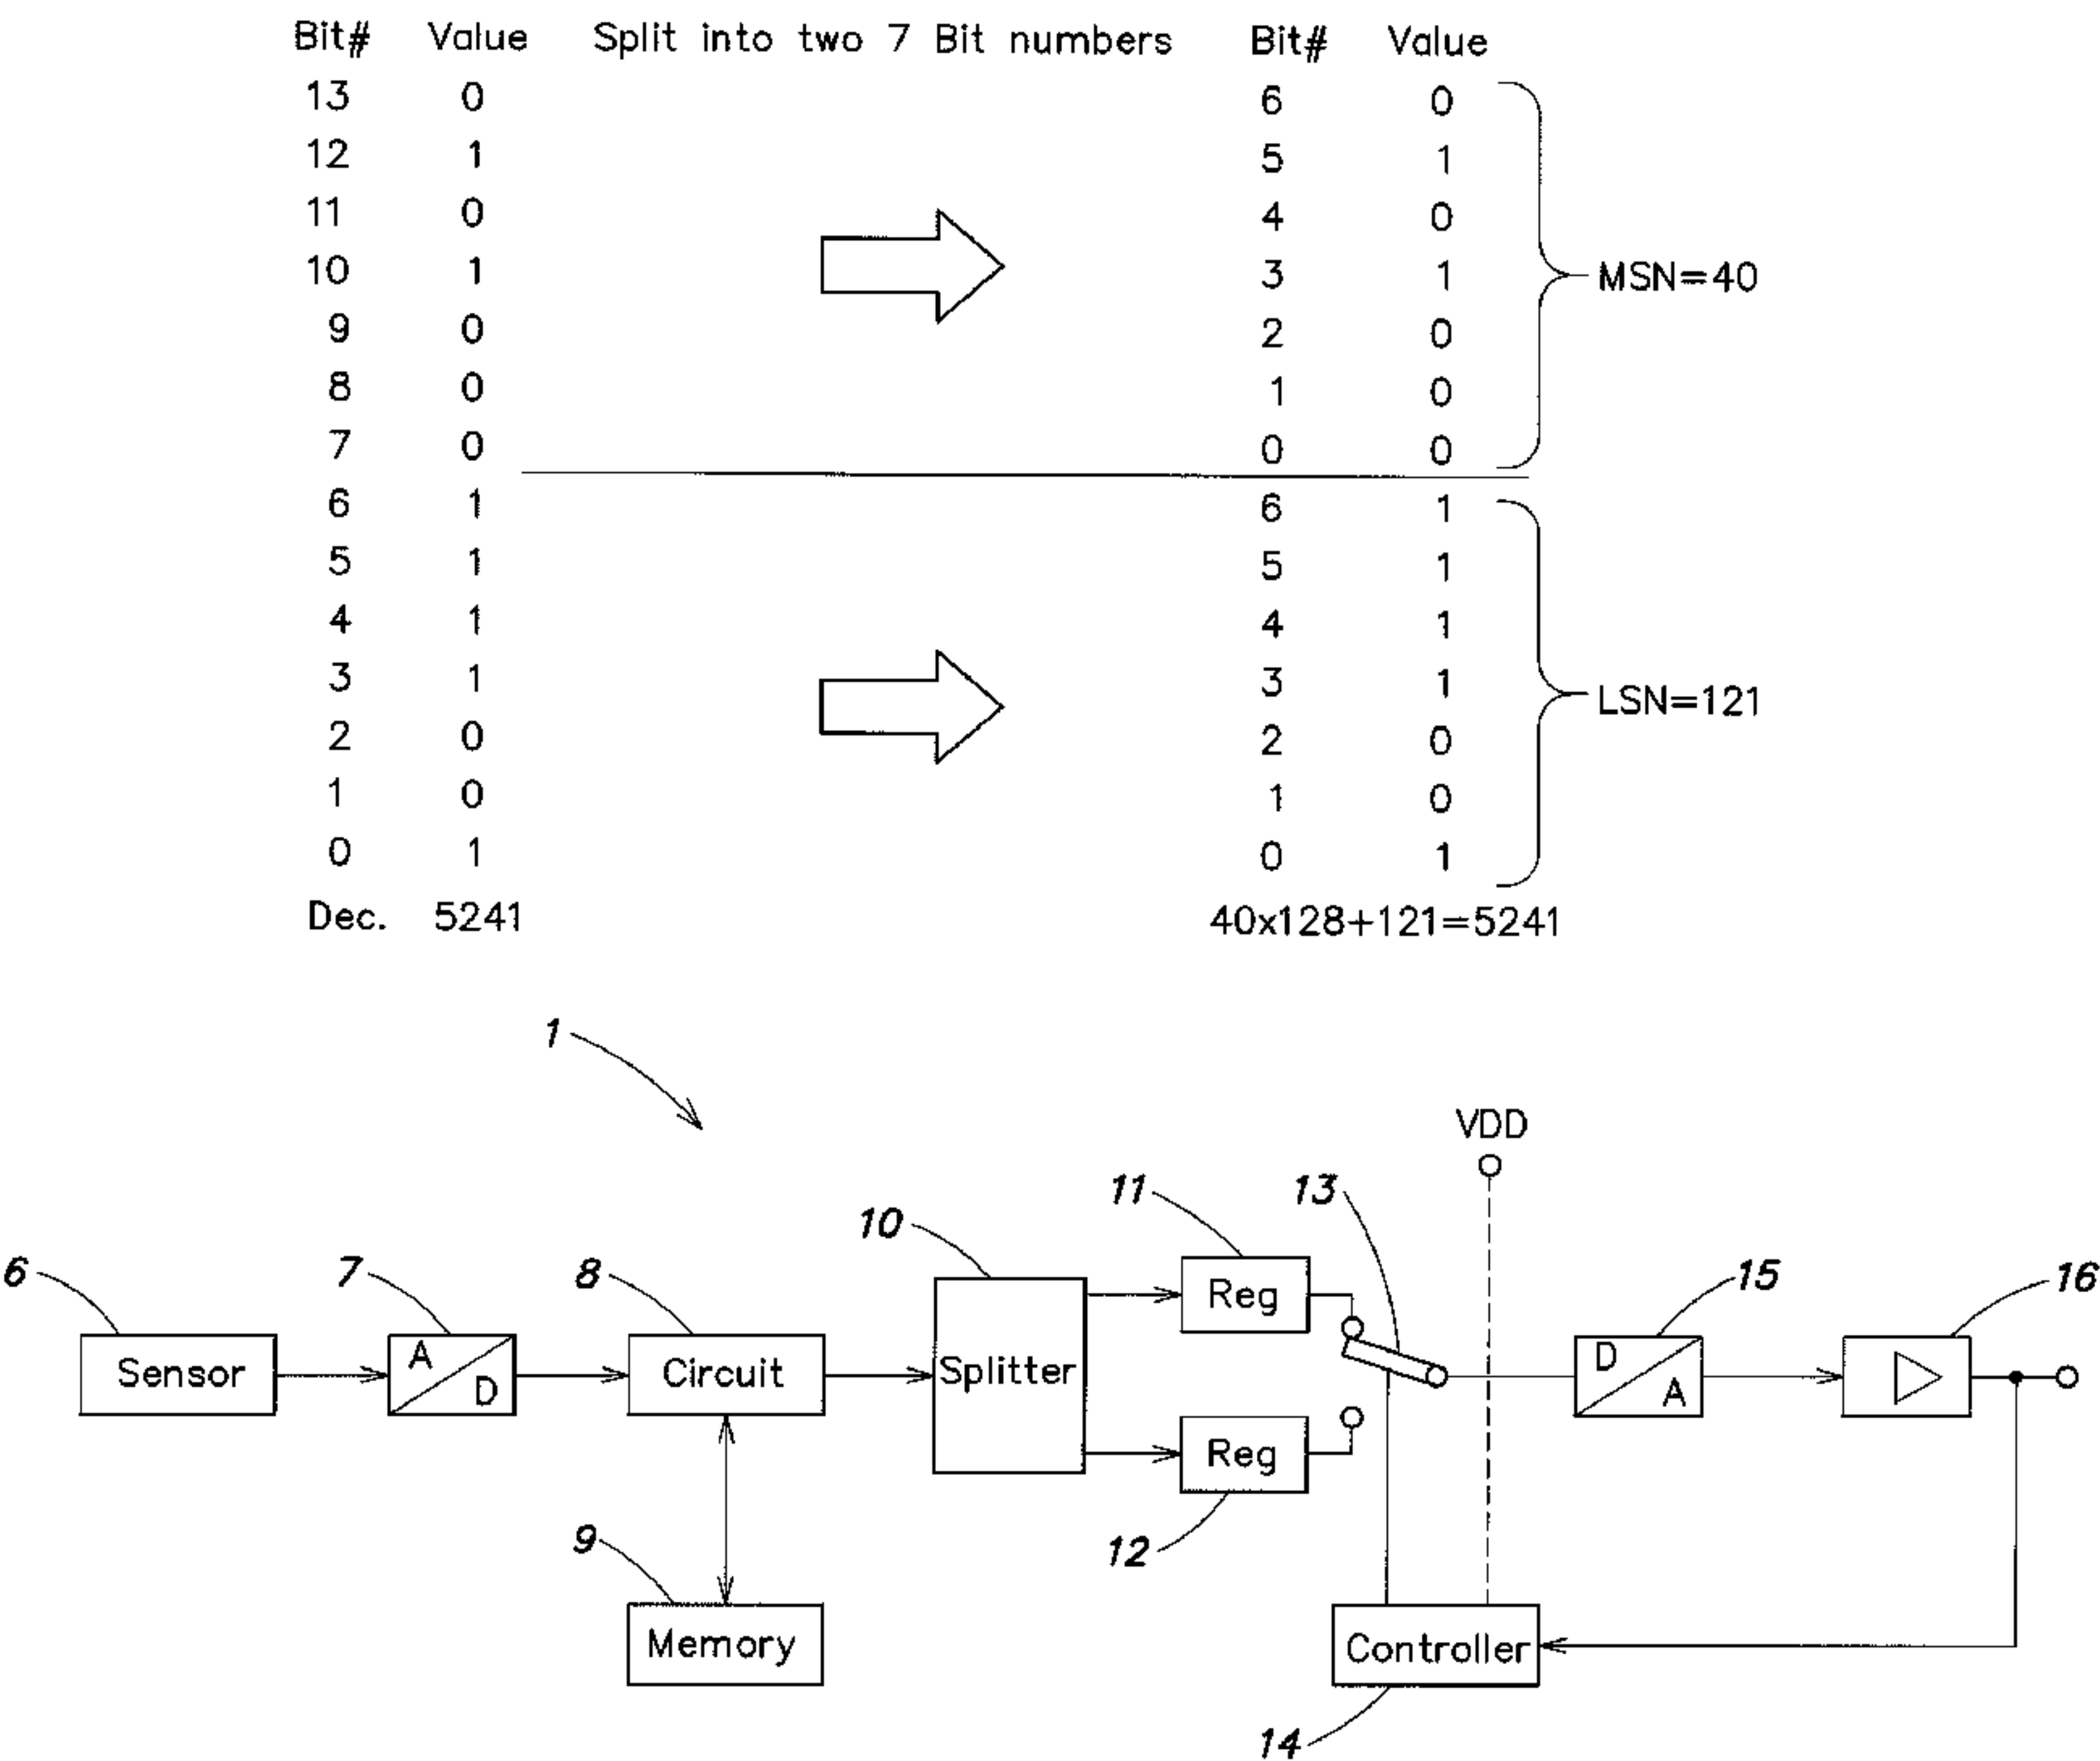 Bit# Value Split into two 7 Bit numbers Bit# Value
13 0 6 0
12 1 5 1
11 0 4 0
10 1 3 1 MSN=40
9 0 2 0
8 0 1 0
7 0 0 0
6 1 6 1
5 1 5 1
4 1 4 1
3 1 3 1 LSN=121
2 0 2 0
1 0 1 0
0 1 0 1
Dec. 5241 40x128+121=5241
1
VDD
6 7 8 10 11 13 15 16
Sensor A D Circuit Splitter Reg D A
Reg
9 12
Memory Controller
14